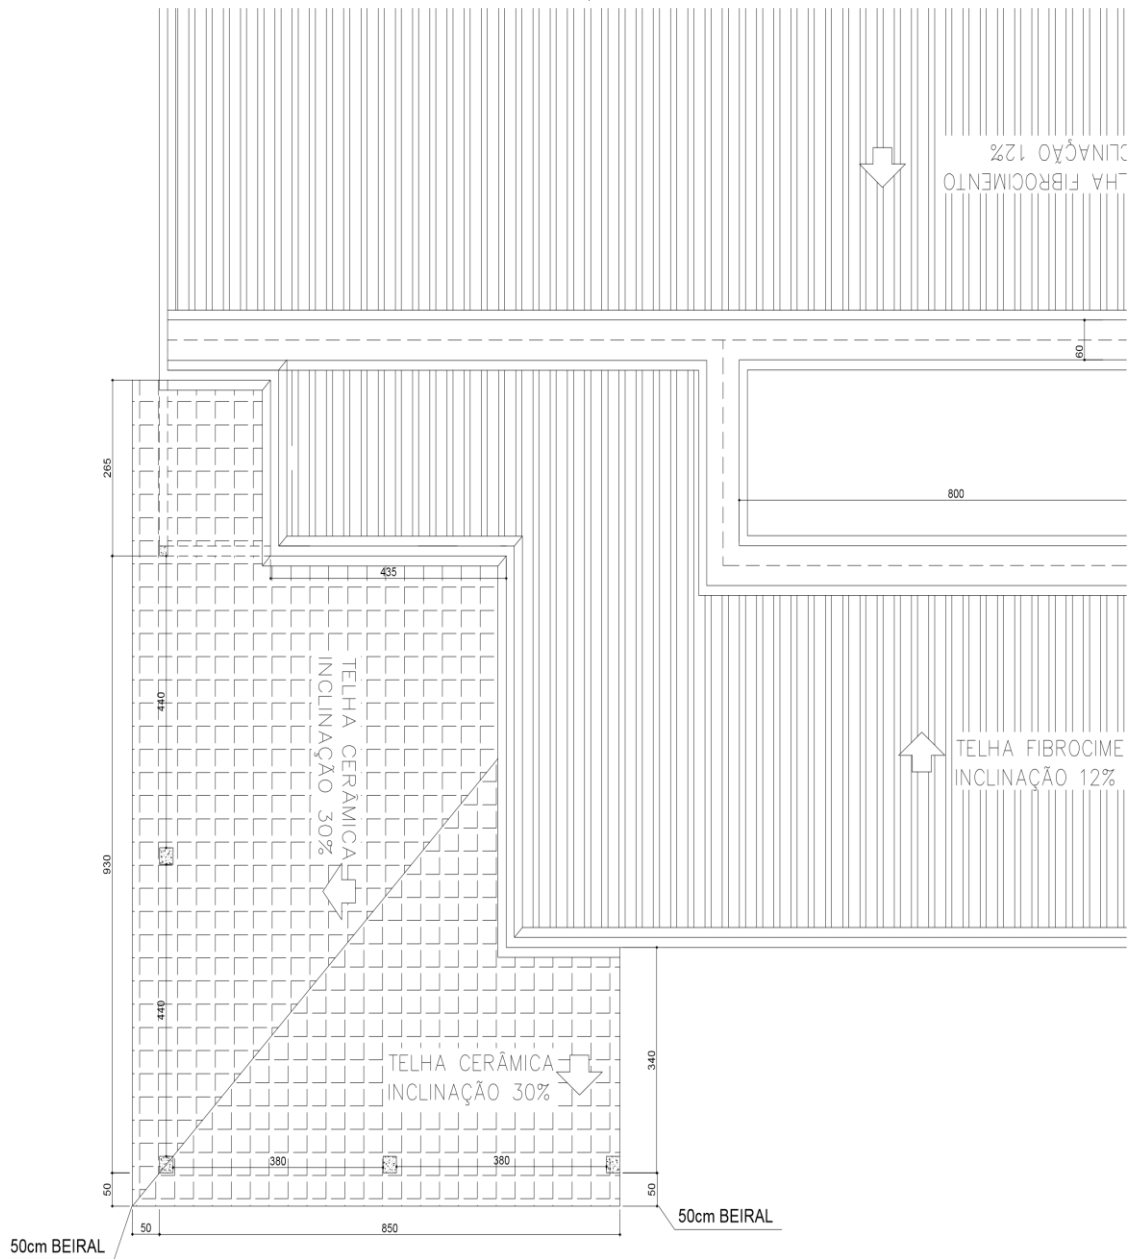 CLINAÇÃO 12%
LHA FIBROCIMENTO
60
265
800
435
TELHA CERÂMICA
INCLINAÇÃO 30%
440
TELHA FIBROCIME
INCLINAÇÃO 12%
930
440
TELHA CERÂMICA
INCLINAÇÃO 30%
340
380
380
50
50
50cm BEIRAL
50
850
50cm BEIRAL